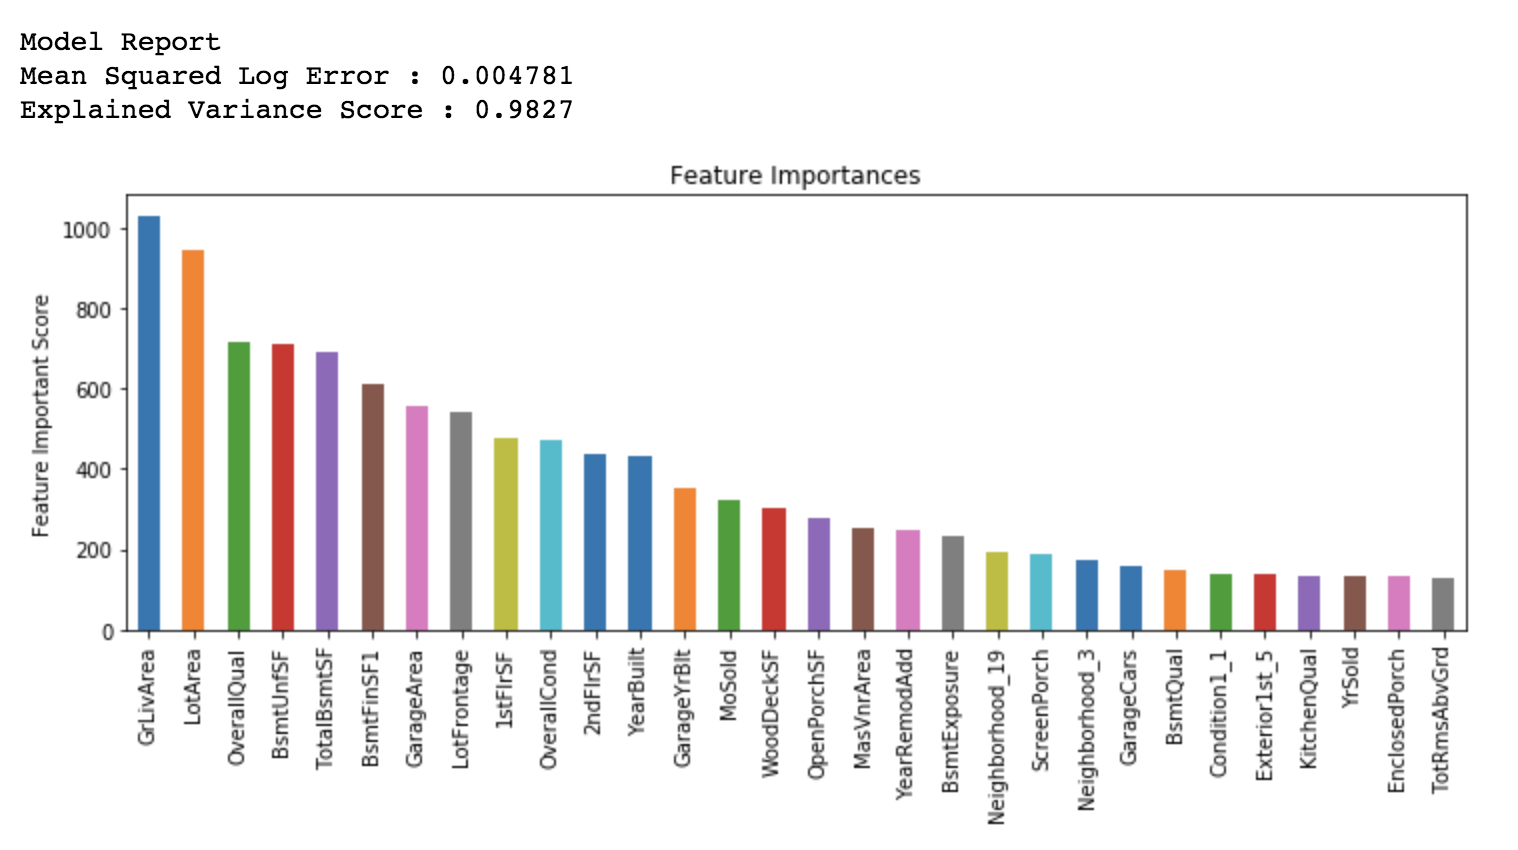 Model Report
Mean Squared Log Error : 0.004781
Explained Variance Score : 0.9827
Feature Importances
Feature Important Score
1000
800
600
400
200
0
GrLivArea
LotArea
OverallQual
BsmtUnfSF
TotalBsmtSF
BsmtFinSF1
GarageArea
LotFrontage
1stFlrSF
OverallCond
2ndFlrSF
YearBuilt
GarageYrBlt
MoSold
WoodDeckSF
OpenPorchSF
MasVnrArea
YearRemodAdd
BsmtExposure
Neighborhood_19
ScreenPorch
Neighborhood_3
GarageCars
BsmtQual
Condition1_1
Exterior1st_5
KitchenQual
YrSold
EnclosedPorch
TotRmsAbvGrd